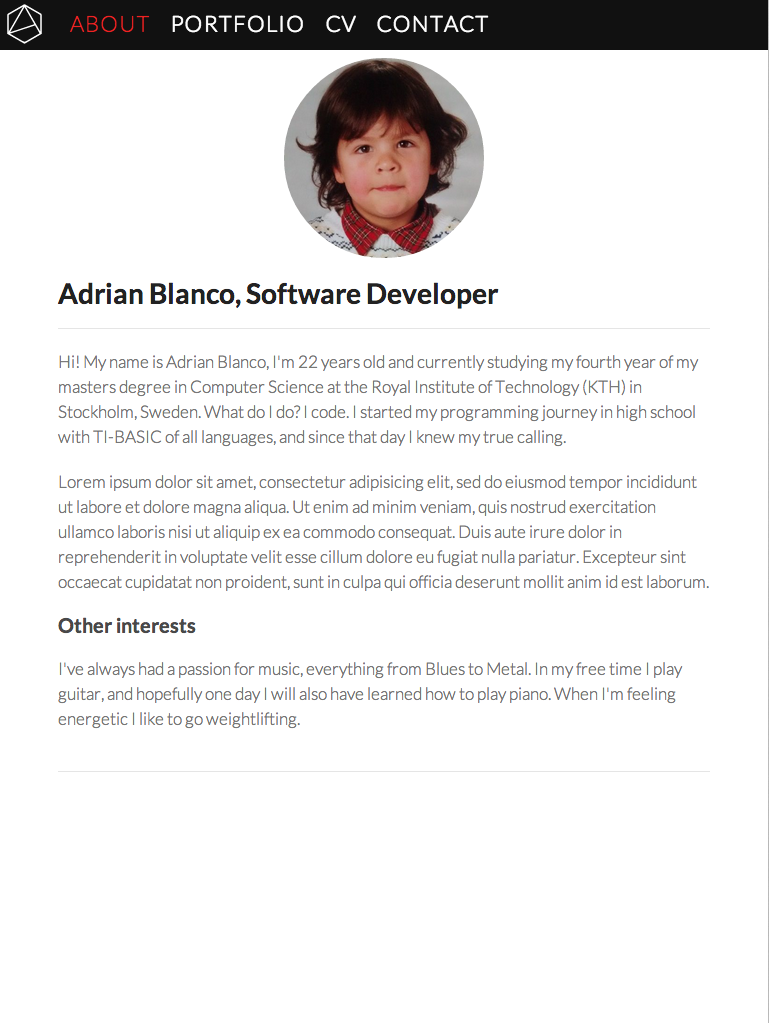 ABOUT PORTFOLIO CV CONTACT
Adrian Blanco, Software Developer
Hi! My name is Adrian Blanco, I'm 22 years old and currently studying my fourth year of my
masters degree in Computer Science at the Royal Institute of Technology (KTH) in
Stockholm, Sweden. What do I do? I code. I started my programming journey in high school
with TI-BASIC of all languages, and since that day I knew my true calling.
Lorem ipsum dolor sit amet, consectetur adipisicing elit, sed do eiusmod tempor incididunt
ut labore et dolore magna aliqua. Ut enim ad minim veniam, quis nostrud exercitation
ullamco laboris nisi ut aliquip ex ea commodo consequat. Duis aute irure dolor in
reprehenderit in voluptate velit esse cillum dolore eu fugiat nulla pariatur. Excepteur sint
occaecat cupidatat non proident, sunt in culpa qui officia deserunt mollit anim id est laborum.
Other interests
I've always had a passion for music, everything from Blues to Metal. In my free time I play
guitar, and hopefully one day I will also have learned how to play piano. When I'm feeling
energetic I like to go weightlifting.